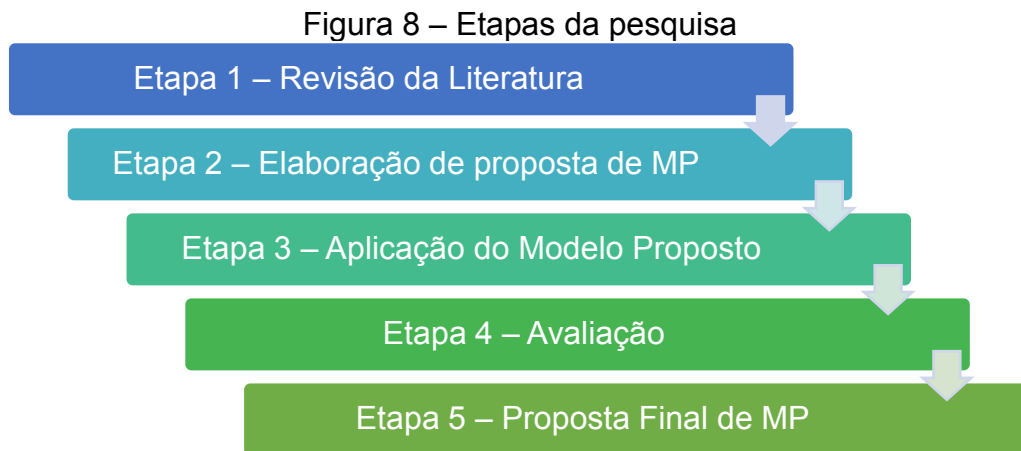 Figura 8 – Etapas da pesquisa
Etapa 1 – Revisão da Literatura
Etapa 2 – Elaboração de proposta de MP
Etapa 3 – Aplicação do Modelo Proposto
Etapa 4 – Avaliação
Etapa 5 – Proposta Final de MP